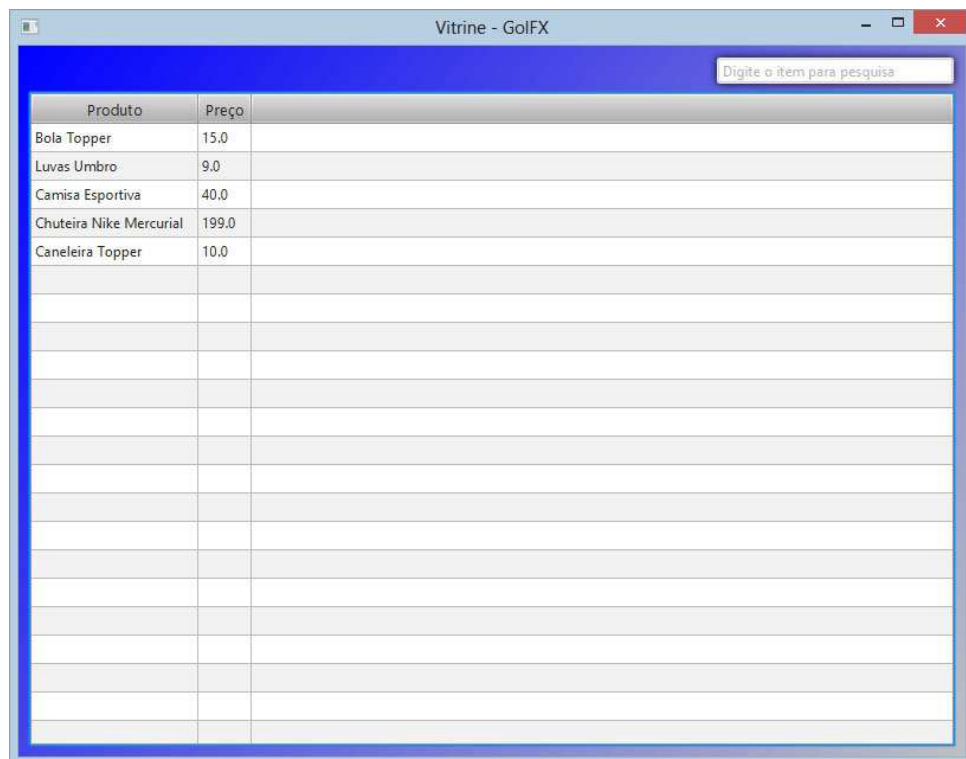 Vitrine - GolFX
Digite o item para pesquisa
Produto Preço
Bola Topper 15.0
Luvas Umbro 9.0
Camisa Esportiva 40.0
Chuteira Nike Mercurial 199.0
Caneleira Topper 10.0